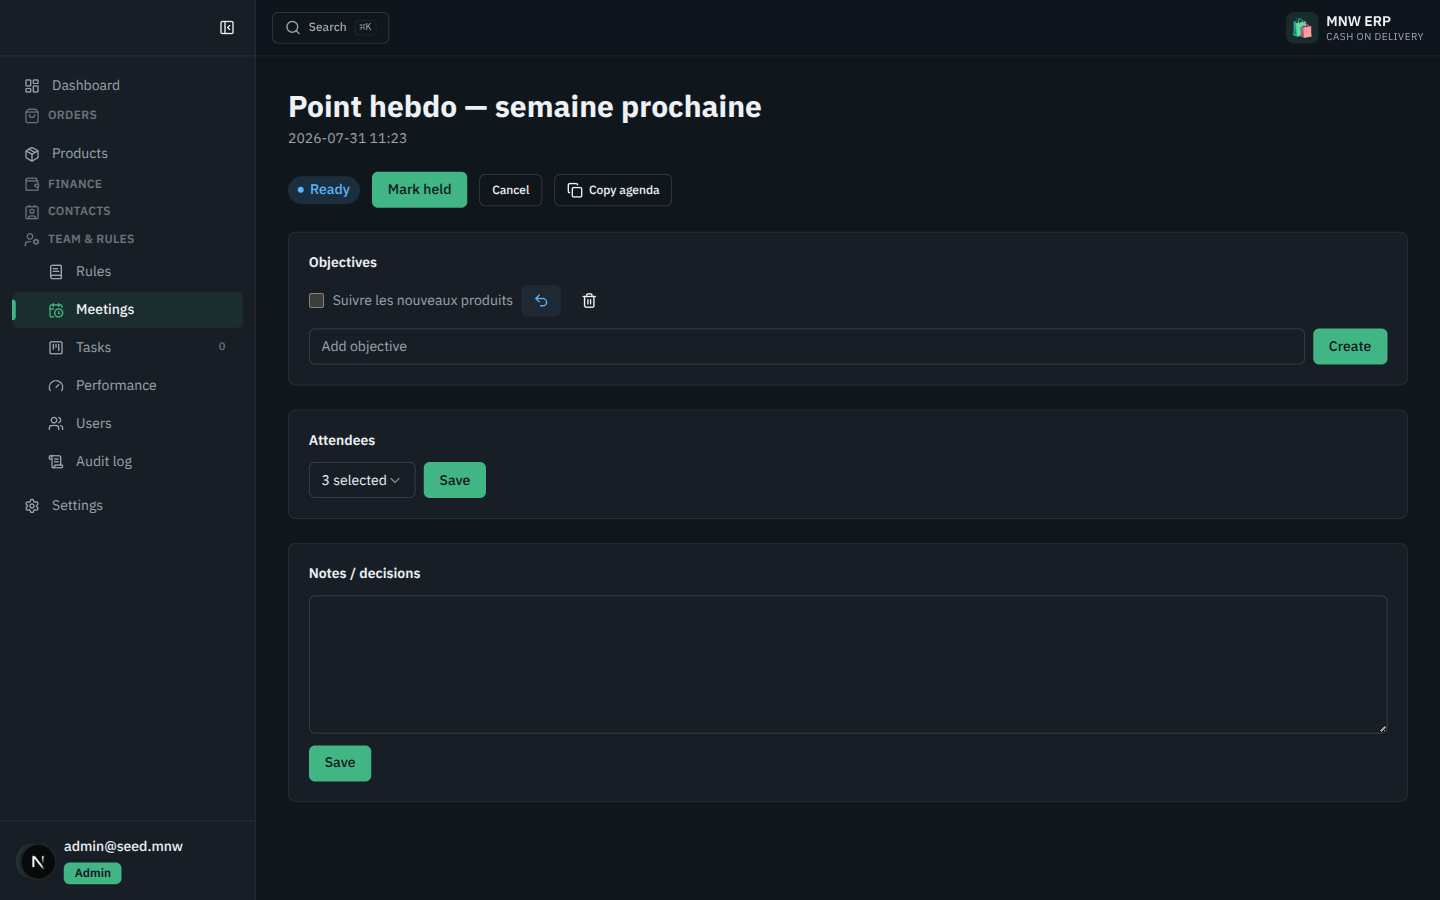 Search ⌘K
MNW ERP
CASH ON DELIVERY
Dashboard
ORDERS
Products
FINANCE
CONTACTS
TEAM & RULES
Rules
Meetings
Tasks 0
Performance
Users
Audit log
Settings
admin@seed.mnw
Admin
N
Point hebdo — semaine prochaine
2026-07-31 11:23
Ready
Mark held
Cancel
Copy agenda
Objectives
Suivre les nouveaux produits
Add objective
Create
Attendees
3 selected
Save
Notes / decisions
Save